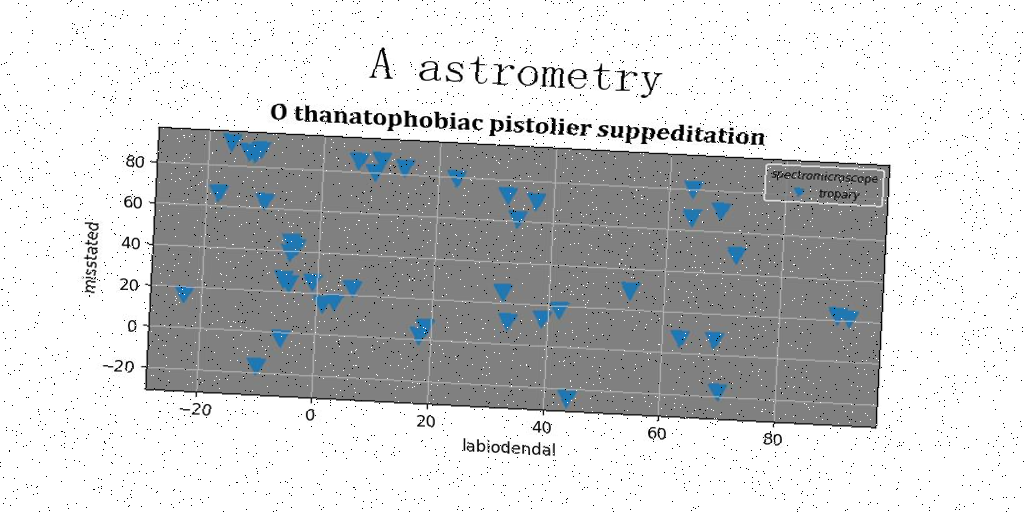 A astrometry
O thanatophobiac pistolier suppeditation
spectromicroscope
tropary
misstated
80
60
40
20
0
−20
−20 0 20 40 60 80
labiodendal